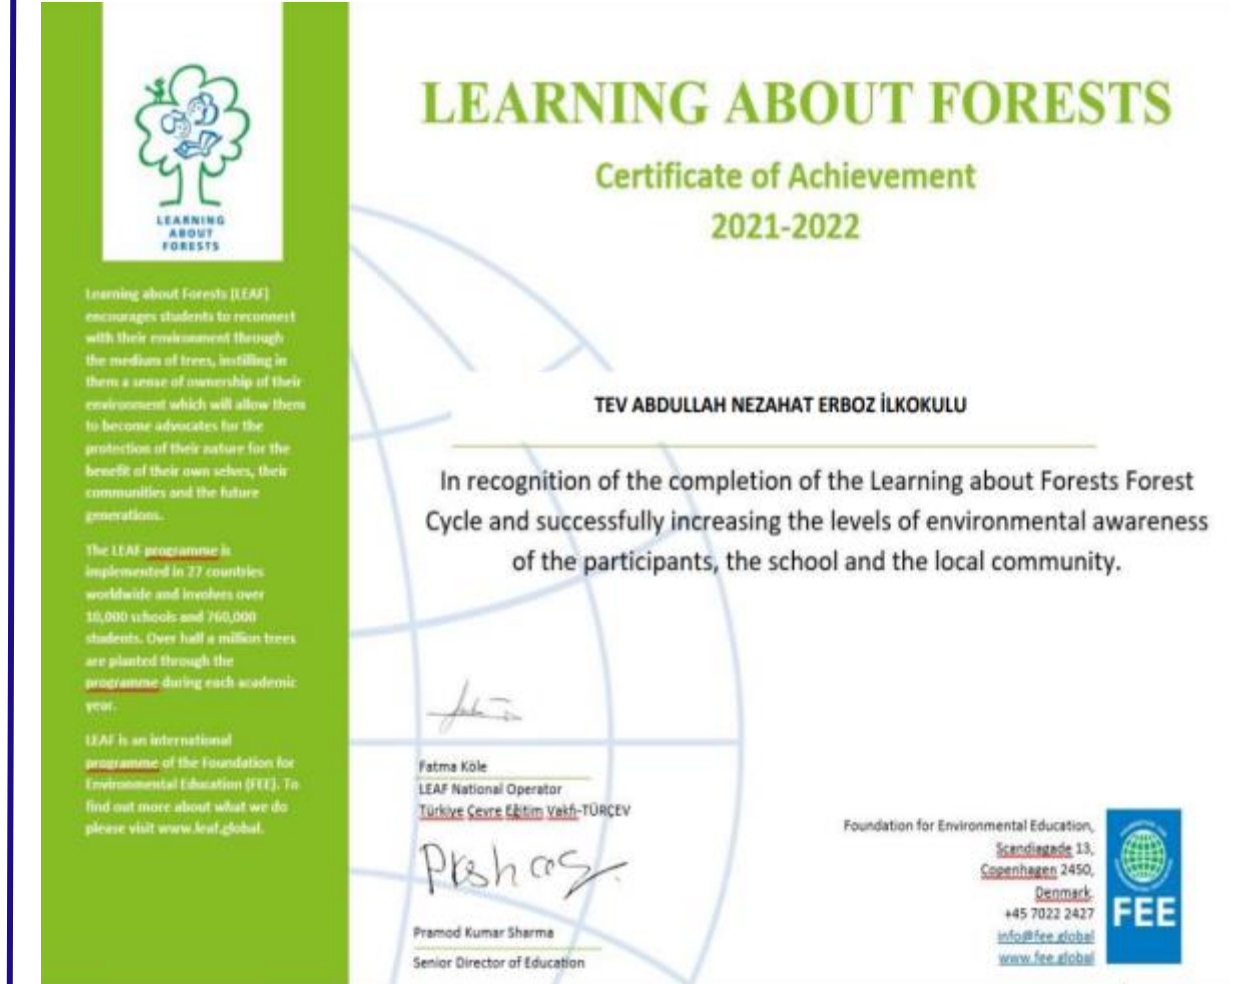 LEARNING
ABOUT
FORESTS
Learning about Forests (LEAF)
encourages students to reconnect
with their environment through
the medium of trees, instilling in
them a sense of ownership of their
environment which will allow them
to become advocates for the
protection of their nature for the
benefit of their own selves, their
communities and the future
generations.
The LEAF programme is
implemented in 27 countries
worldwide and involves over
10,000 schools and 760,000
students. Over half a million trees
are planted through the
programme during each academic
year.
LEAF is an international
programme of the Foundation for
Environmental Education (FEE). To
find out more about what we do
please visit www.leaf.global.
LEARNING ABOUT FORESTS
Certificate of Achievement
2021-2022
TEV ABDULLAH NEZAHAT ERBOZ İLKOKULU
In recognition of the completion of the Learning about Forests Forest
Cycle and successfully increasing the levels of environmental awareness
of the participants, the school and the local community.
Fatma Köle
LEAF National Operator
Türkiye Çevre Eğitim Vakfı-TÜRÇEV
Pramod Kumar Sharma
Senior Director of Education
Foundation for Environmental Education,
Scandiagade 13,
Copenhagen 2450,
Denmark.
+45 7022 2427
info@fee.global
www.fee.global
FEE